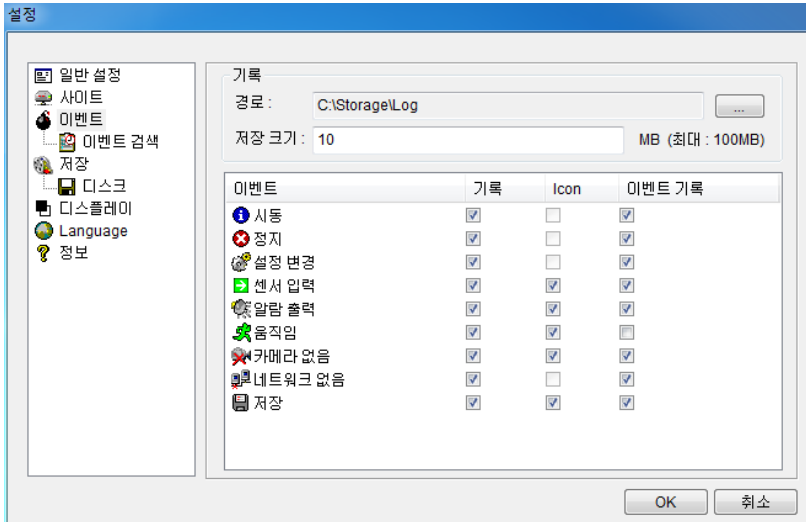 설정
일반 설정
사이트
이벤트
이벤트 검색
저장
디스크
디스플레이
Language
정보
기록
경로 : C:\Storage\Log ...
저장 크기 : 10 MB (최대 : 100MB)
이벤트 기록 Icon 이벤트 기록
시동
정지
설정 변경
센서 입력
알람 출력
움직임
카메라 없음
네트워크 없음
저장
OK 취소